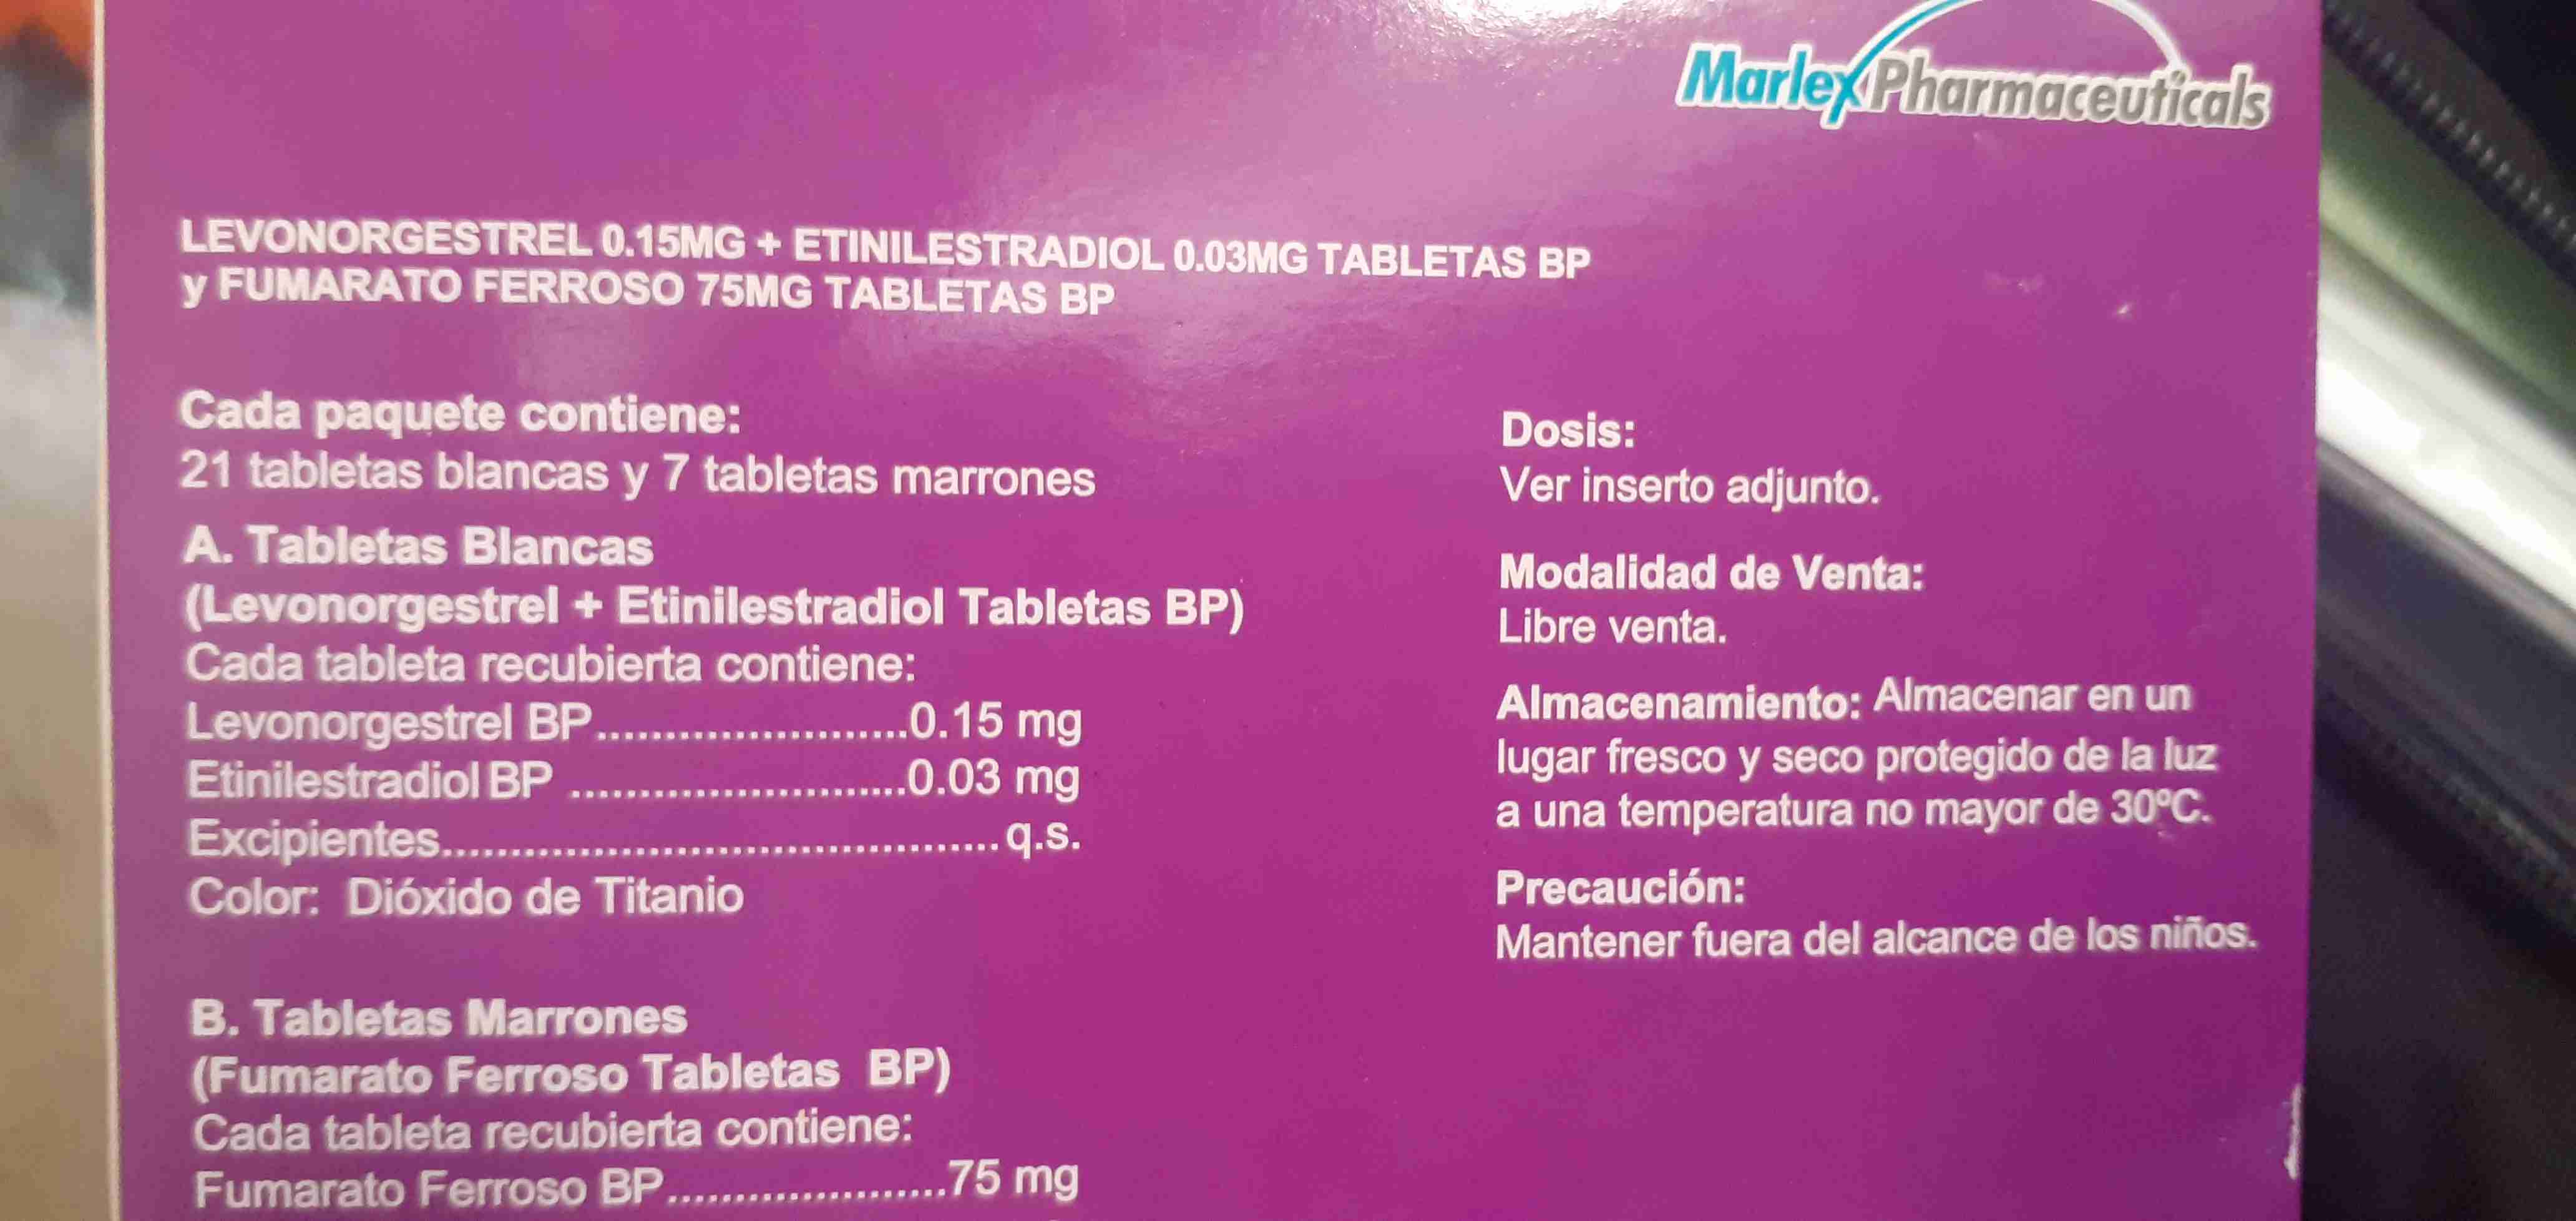 Marlex Pharmaceuticals
LEVONORGESTREL 0.15MG + ETINILESTRADIOL 0.03MG TABLETAS BP
y FUMARATO FERROSO 75MG TABLETAS BP
Cada paquete contiene:
21 tabletas blancas y 7 tabletas marrones
A. Tabletas Blancas
(Levonorgestrel + Etinilestradiol Tabletas BP)
Cada tableta recubierta contiene:
Levonorgestrel BP.......................0.15 mg
Etinilestradiol BP .........................0.03 mg
Excipientes......................................... q.s.
Color: Dióxido de Titanio
B. Tabletas Marrones
(Fumarato Ferroso Tabletas BP)
Cada tableta recubierta contiene:
Fumarato Ferroso BP.....................75 mg
Dosis:
Ver inserto adjunto.
Modalidad de Venta:
Libre venta.
Almacenamiento: Almacenar en un
lugar fresco y seco protegido de la luz
a una temperatura no mayor de 30ºC.
Precaución:
Mantener fuera del alcance de los niños.